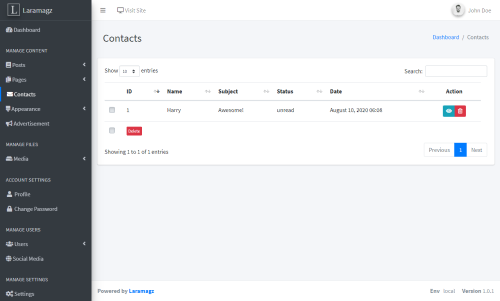 L Laramagz
Visit Site
John Doe
Dashboard
MANAGE CONTENT
Posts
Pages
Contacts
Appearance
Advertisement
MANAGE FILES
Media
ACCOUNT SETTINGS
Profile
Change Password
MANAGE USERS
Users
Social Media
MANAGE SETTINGS
Settings
Contacts
Dashboard / Contacts
Show 10 entries
Search:
ID Name Subject Status Date Action
1 Harry Awesome! unread August 10, 2020 06:08
Delete
Showing 1 to 1 of 1 entries
Previous 1 Next
Powered by Laramagz
Env local Version 1.0.1